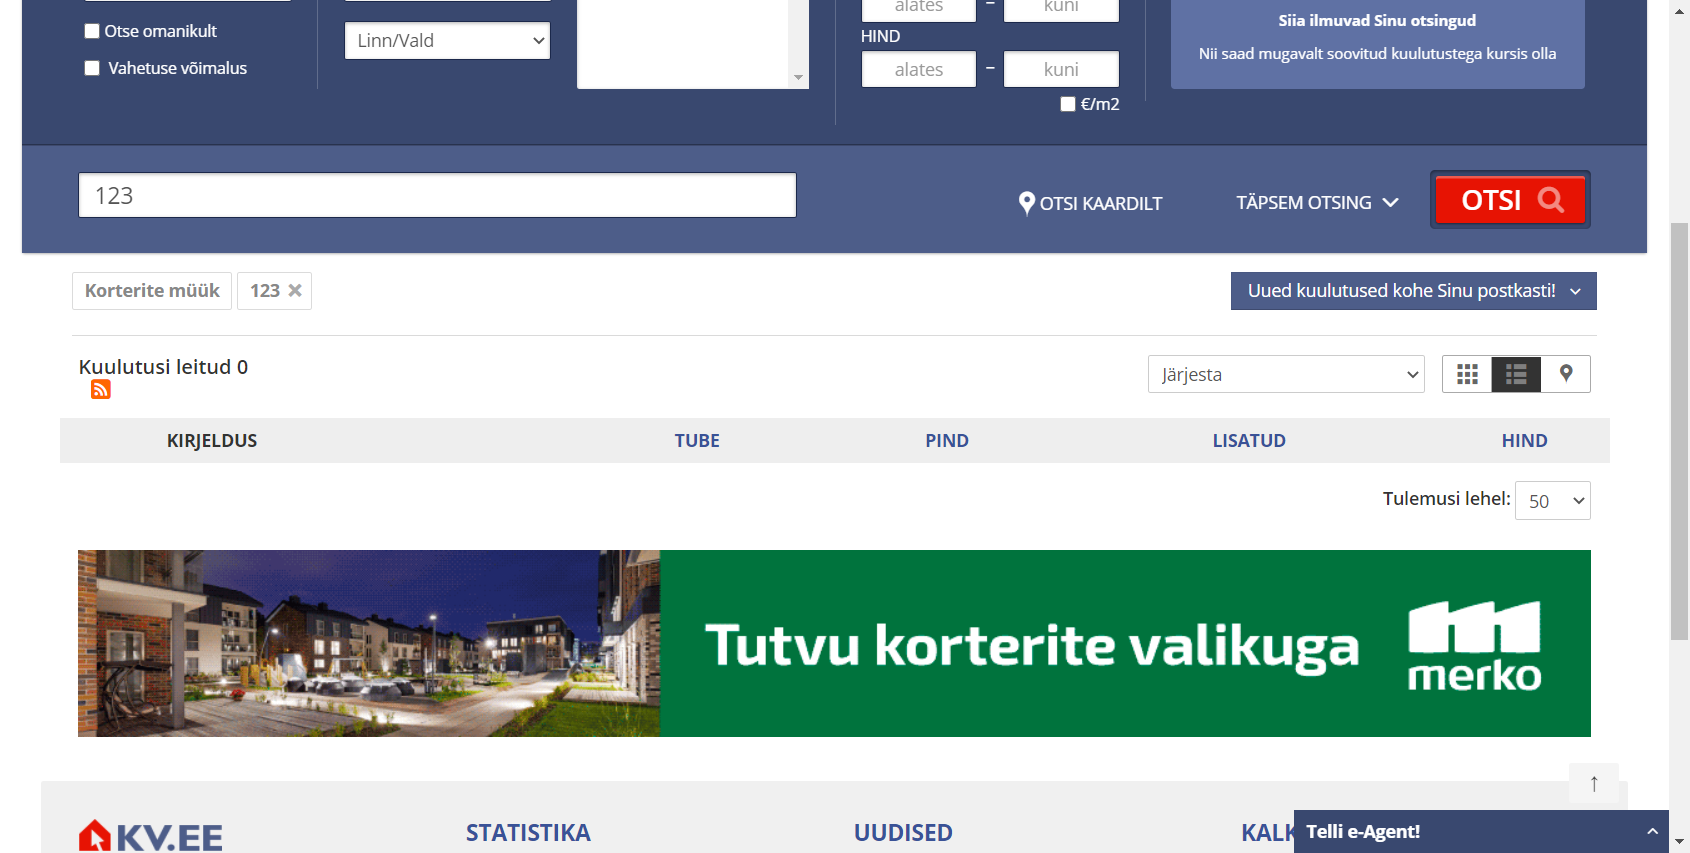 Otse omanikult
Vahetuse võimalus
Linn/Vald
alates – kuni
HIND
alates – kuni
€/m2
Siia ilmuvad Sinu otsingud
Nii saad mugavalt soovitud kuulutustega kursis olla
123
OTSI KAARDILT
TÄPSEM OTSING
OTSI
Korterite müük
123
Uued kuulutused kohe Sinu postkasti!
Kuulutusi leitud 0
Järjesta
KIRJELDUS TUBE PIND LISATUD HIND
Tulemusi lehel: 50
Tutvu korterite valikuga
merko
↑
KV.EE
STATISTIKA
UUDISED
KALK
Telli e-Agent!